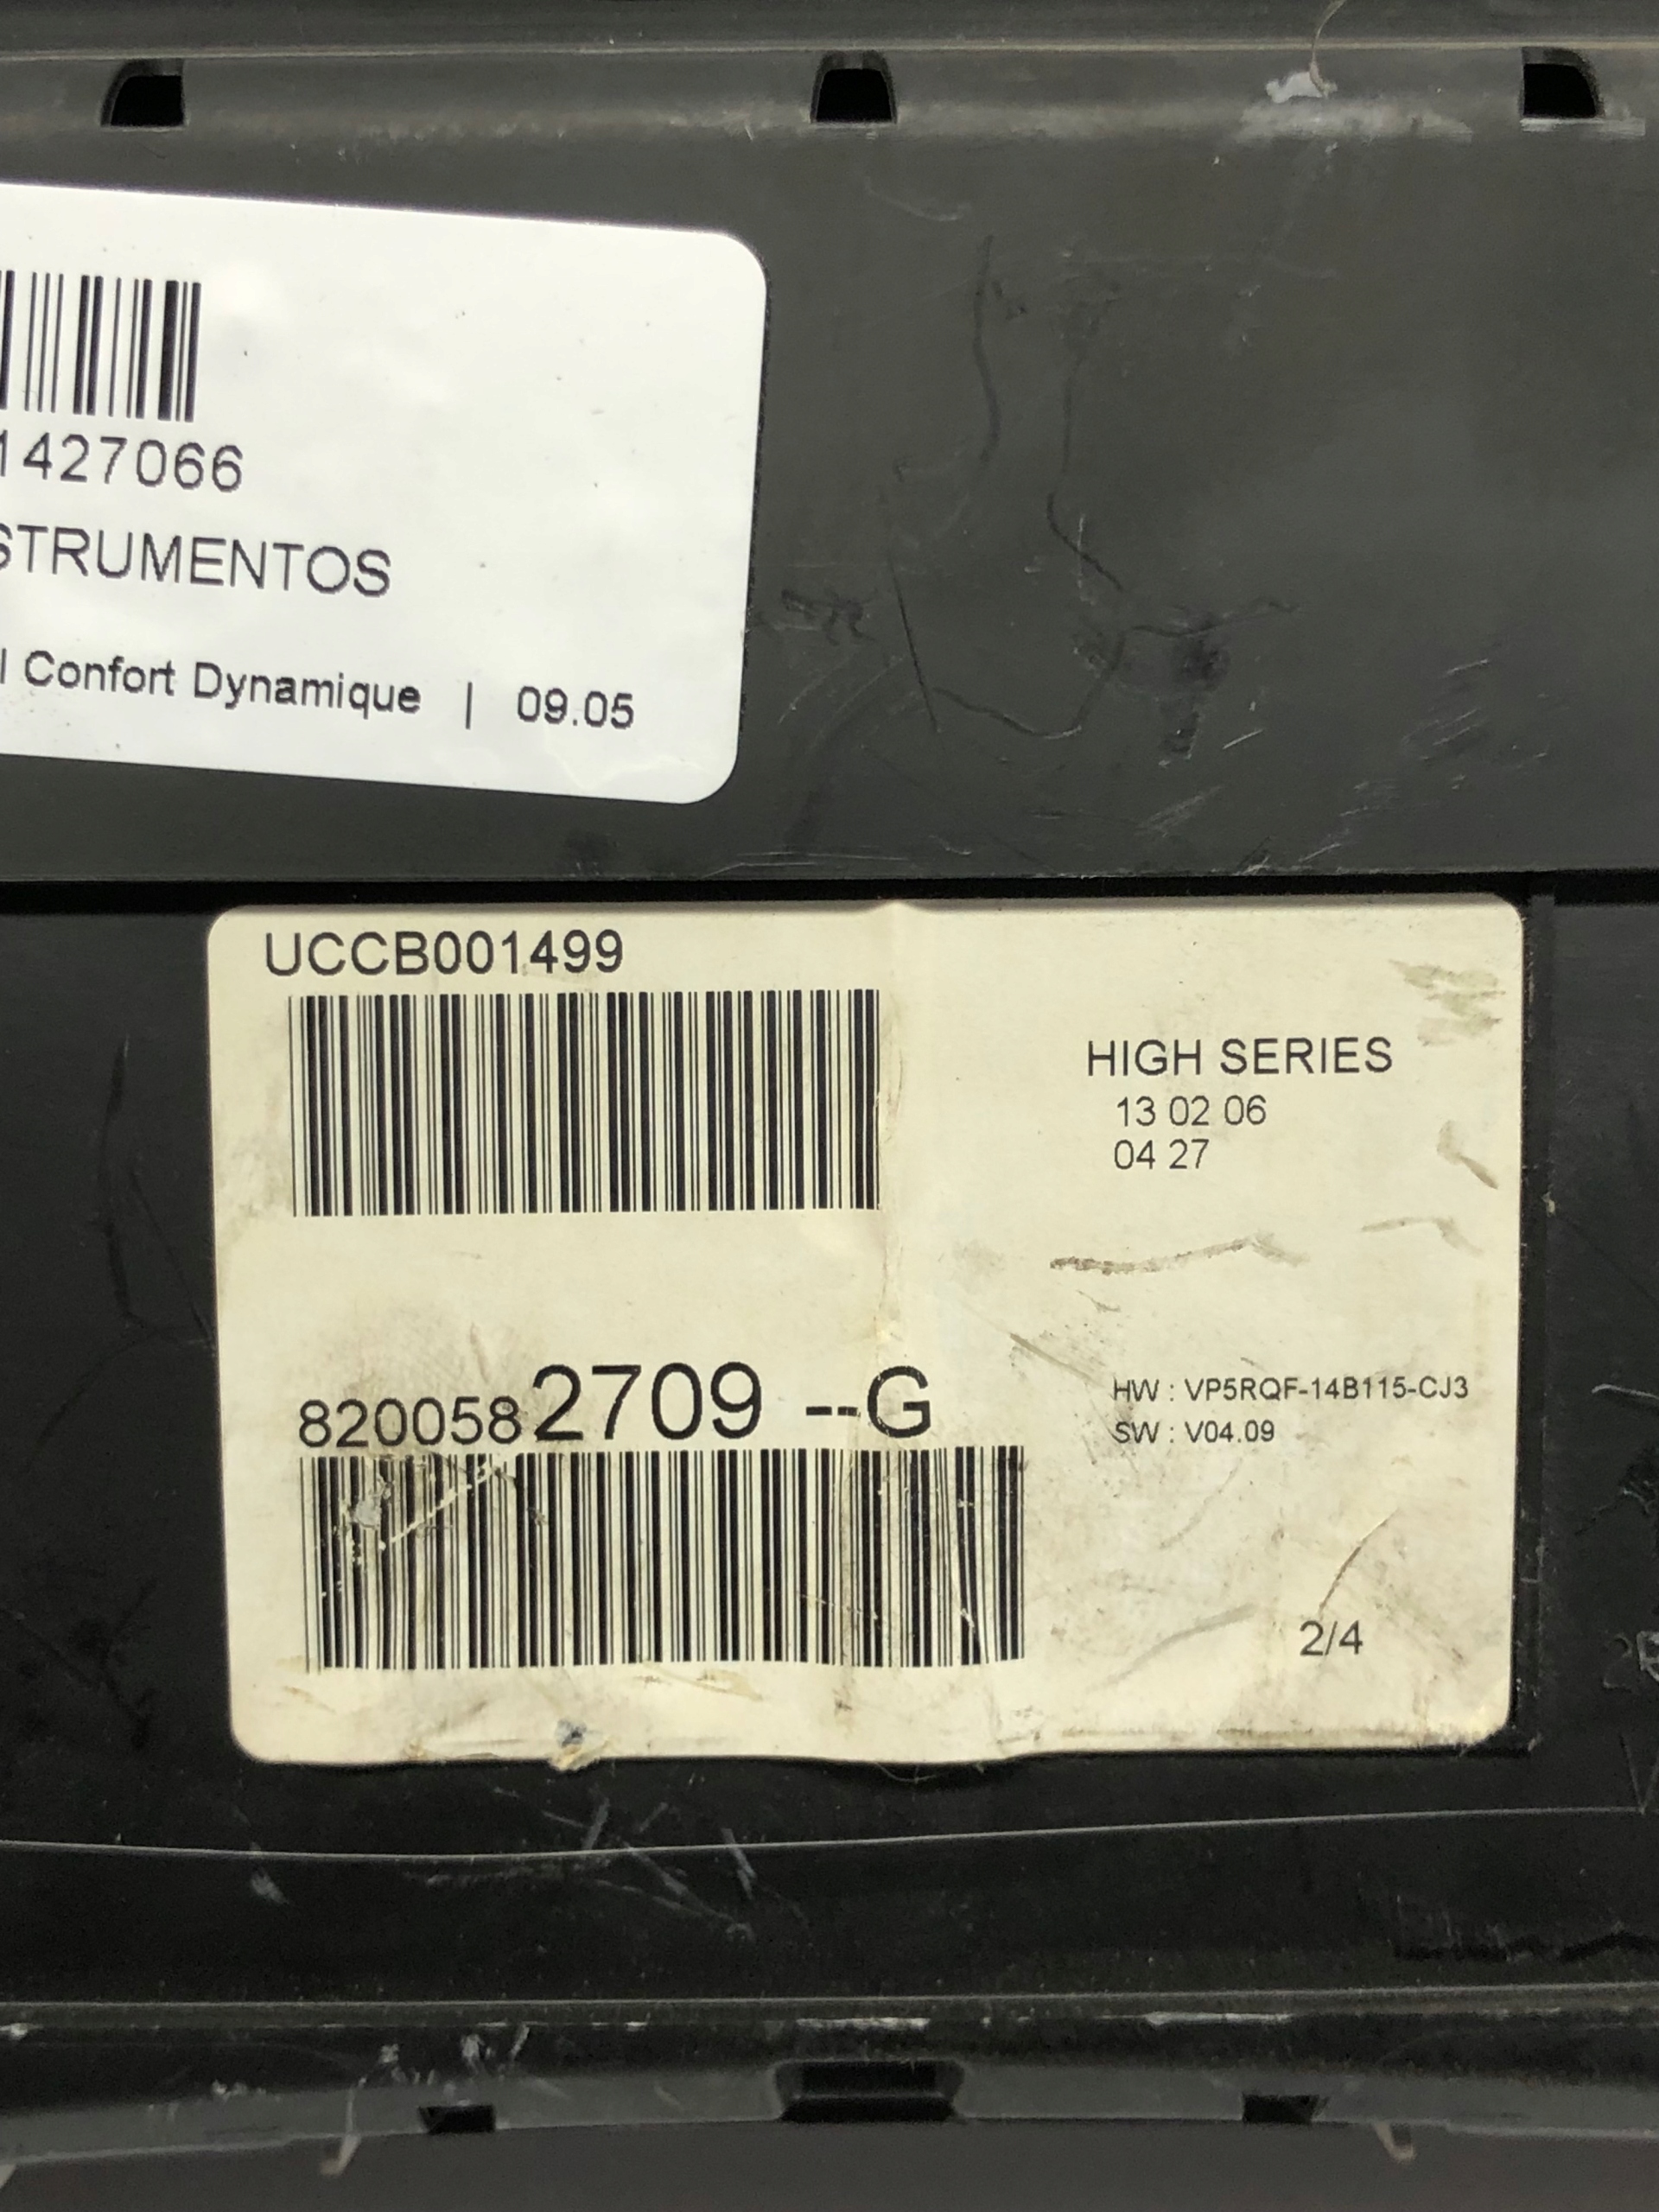 1427066
STRUMENTOS
l Confort Dynamique | 09.05
UCCB001499
HIGH SERIES
13 02 06
04 27
8200582709 --G
HW : VP5RQF-14B115-CJ3
SW : V04.09
2/4